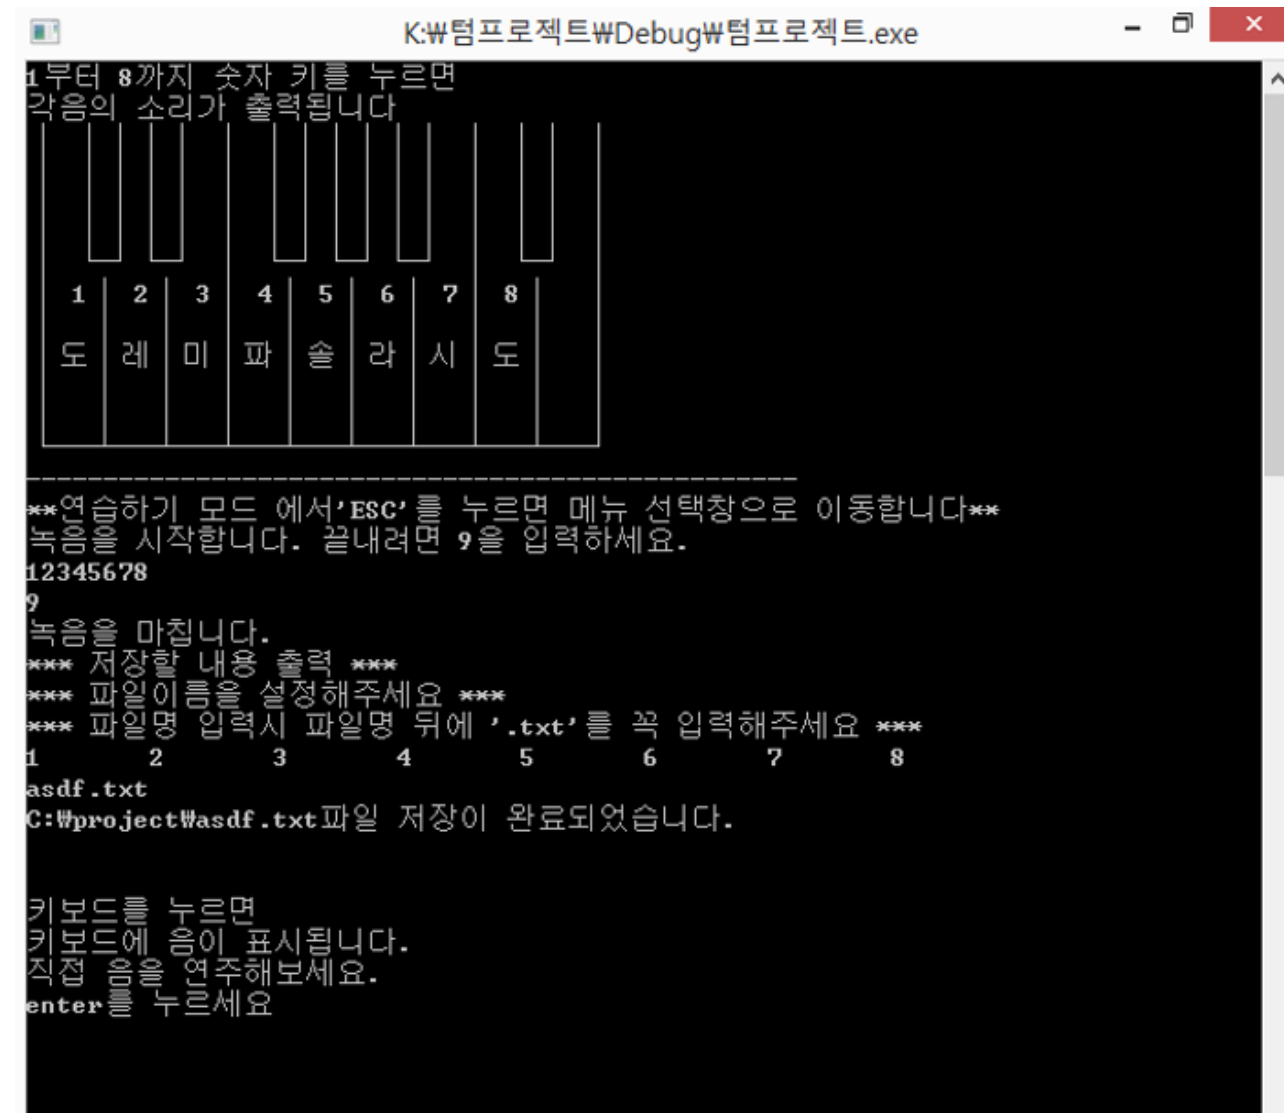 K:₩텀프로젝트₩Debug₩텀프로젝트.exe
1부터 8까지 숫자 키를 누르면
각음의 소리가 출력됩니다
1 2 3 4 5 6 7 8
도 레 미 파 솔 라 시 도
--------------------------------------------------
**연습하기 모드 에서'ESC'를 누르면 메뉴 선택창으로 이동합니다**
녹음을 시작합니다. 끝내려면 9을 입력하세요.
12345678
9
녹음을 마칩니다.
*** 저장할 내용 출력 ***
*** 파일이름을 설정해주세요 ***
*** 파일명 입력시 파일명 뒤에 '.txt'를 꼭 입력해주세요 ***
1 2 3 4 5 6 7 8
asdf.txt
C:₩project₩asdf.txt파일 저장이 완료되었습니다.
키보드를 누르면
키보드에 음이 표시됩니다.
직접 음을 연주해보세요.
enter를 누르세요